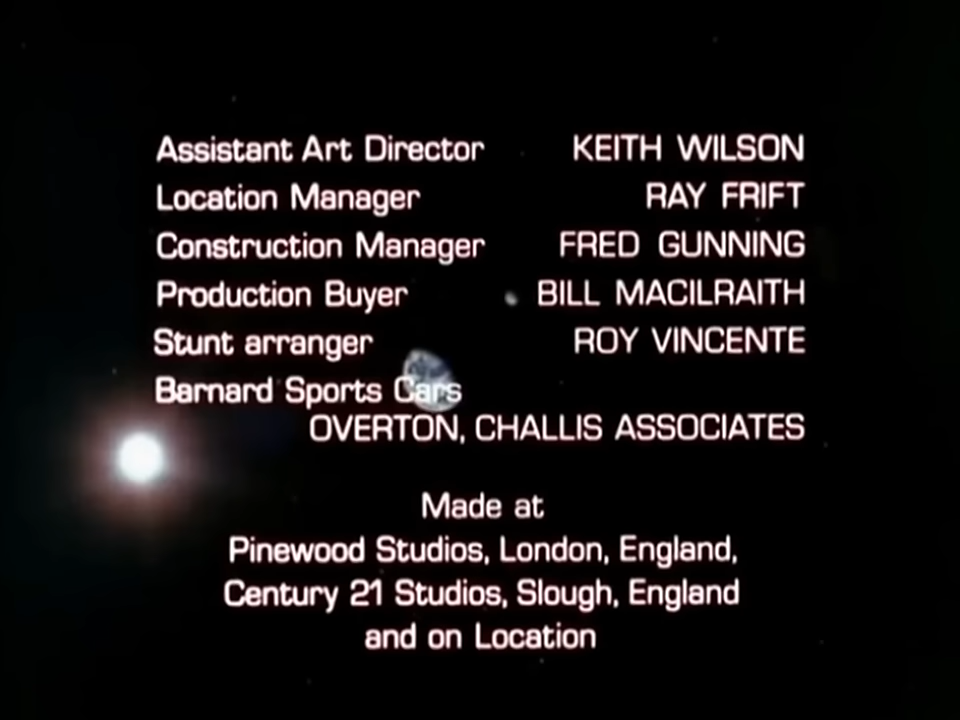 Assistant Art Director KEITH WILSON
Location Manager RAY FRIFT
Construction Manager FRED GUNNING
Production Buyer BILL MACILRAITH
Stunt arranger ROY VINCENTE
Barnard Sports Cars
OVERTON, CHALLIS ASSOCIATES
Made at
Pinewood Studios, London, England,
Century 21 Studios, Slough, England
and on Location